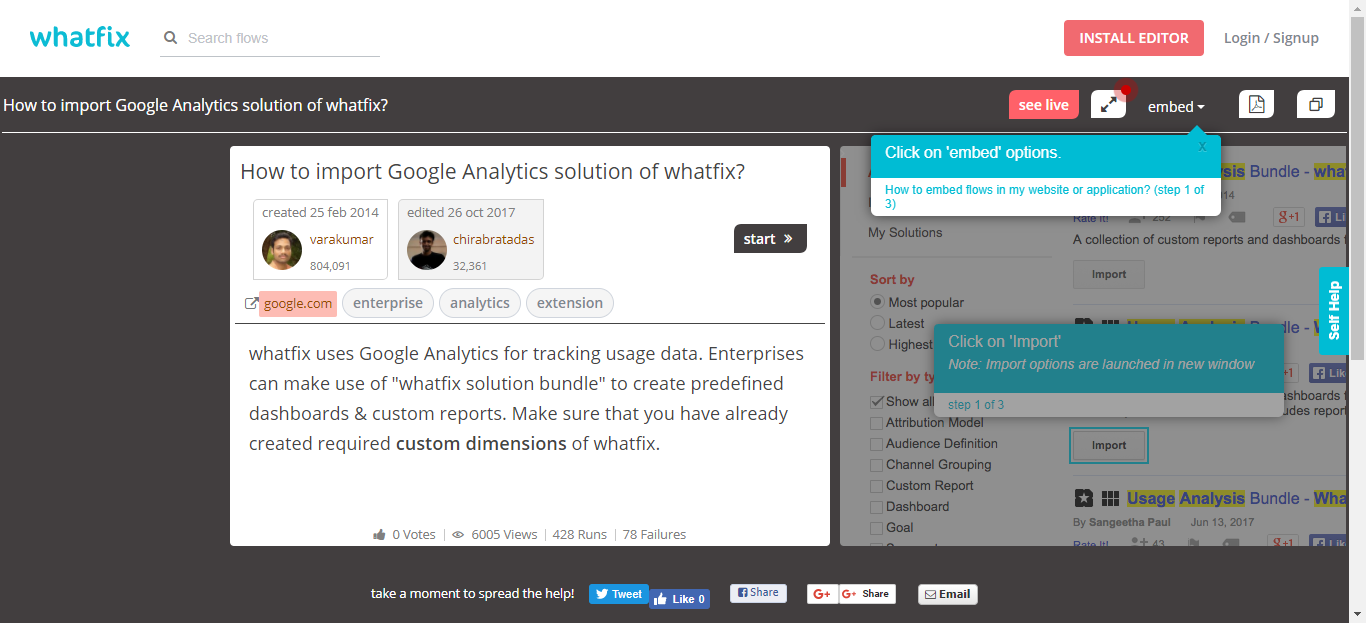 whatfix
Search flows
INSTALL EDITOR
Login / Signup
How to import Google Analytics solution of whatfix?
see live
embed
Click on 'embed' options.
x
How to embed flows in my website or application? (step 1 of
3)
How to import Google Analytics solution of whatfix?
created 25 feb 2014
varakumar
804,091
edited 26 oct 2017
chirabratadas
32,361
start »
google.com
enterprise
analytics
extension
whatfix uses Google Analytics for tracking usage data. Enterprises
can make use of "whatfix solution bundle" to create predefined
dashboards & custom reports. Make sure that you have already
created required custom dimensions of whatfix.
0 Votes
6005 Views
428 Runs
78 Failures
My Solutions
Sort by
Most popular
Latest
Highest
Filter by ty
Show all
Attribution Model
Audience Definition
Channel Grouping
Custom Report
Dashboard
Goal
Bundle - wha
Rate It!
252
g+1
Li
A collection of custom reports and dashboards f
Import
Click on 'Import'
Note: Import options are launched in new window
step 1 of 3
Import
Usage Analysis Bundle - Wha
By Sangeetha Paul Jun 13, 2017
Rate It!
43
g+1
Lik
Self Help
take a moment to spread the help!
Tweet
Like 0
Share
G+
G+ Share
Email